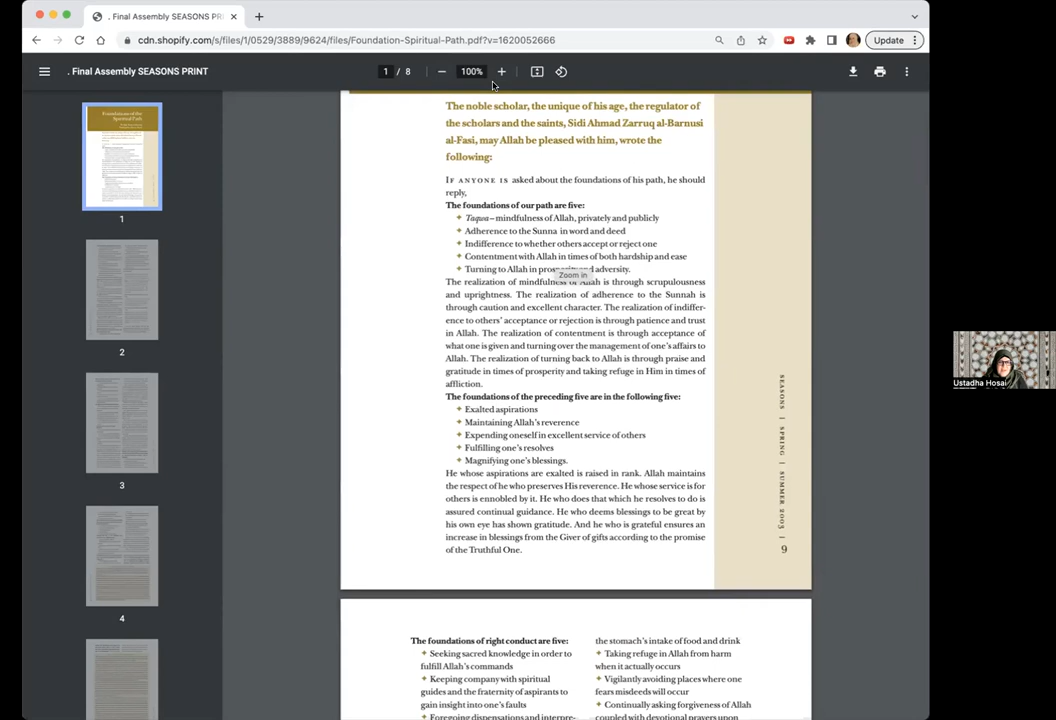 . Final Assembly SEASONS PRI
Update
cdn.shopify.com/s/files/1/0529/3889/9624/files/Foundation-Spiritual-Path.pdf?v=1620052666
. Final Assembly SEASONS PRINT
1 / 8
100%
Foundations of the
Spiritual Path
1
2
3
4
The noble scholar, the unique of his age, the regulator of
the scholars and the saints, Sidi Ahmad Zarruq al-Barnusi
al-Fasi, may Allah be pleased with him, wrote the
following:
IF ANYONE IS asked about the foundations of his path, he should
reply,
The foundations of our path are five:
Taqwa – mindfulness of Allah, privately and publicly
Adherence to the Sunna in word and deed
Indifference to whether others accept or reject one
Contentment with Allah in times of both hardship and ease
Turning to Allah in prosperity and adversity.
Zoom in
The realization of mindfulness of Allah is through scrupulousness
and uprightness. The realization of adherence to the Sunnah is
through caution and excellent character. The realization of indiffer-
ence to others’ acceptance or rejection is through patience and trust
in Allah. The realization of contentment is through acceptance of
what one is given and turning over the management of one’s affairs to
Allah. The realization of turning back to Allah is through praise and
gratitude in times of prosperity and taking refuge in Him in times of
affliction.
The foundations of the preceding five are in the following five:
Exalted aspirations
Maintaining Allah’s reverence
Expending oneself in excellent service of others
Fulfilling one’s resolves
Magnifying one’s blessings.
He whose aspirations are exalted is raised in rank. Allah maintains
the respect of he who preserves His reverence. He whose service is for
others is ennobled by it. He who does that which he resolves to do is
assured continual guidance. He who deems blessings to be great by
his own eye has shown gratitude. And he who is grateful ensures an
increase in blessings from the Giver of gifts according to the promise
of the Truthful One.
SEASONS | SPRING | SUMMER 2003 |
9
The foundations of right conduct are five:
Seeking sacred knowledge in order to
fulfill Allah’s commands
Keeping company with spiritual
guides and the fraternity of aspirants to
gain insight into one’s faults
Foregoing dispensations and interpre-
the stomach’s intake of food and drink
Taking refuge in Allah from harm
when it actually occurs
Vigilantly avoiding places where one
fears misdeeds will occur
Continually asking forgiveness of Allah
coupled with devotional prayers upon
Ustadha Hosai